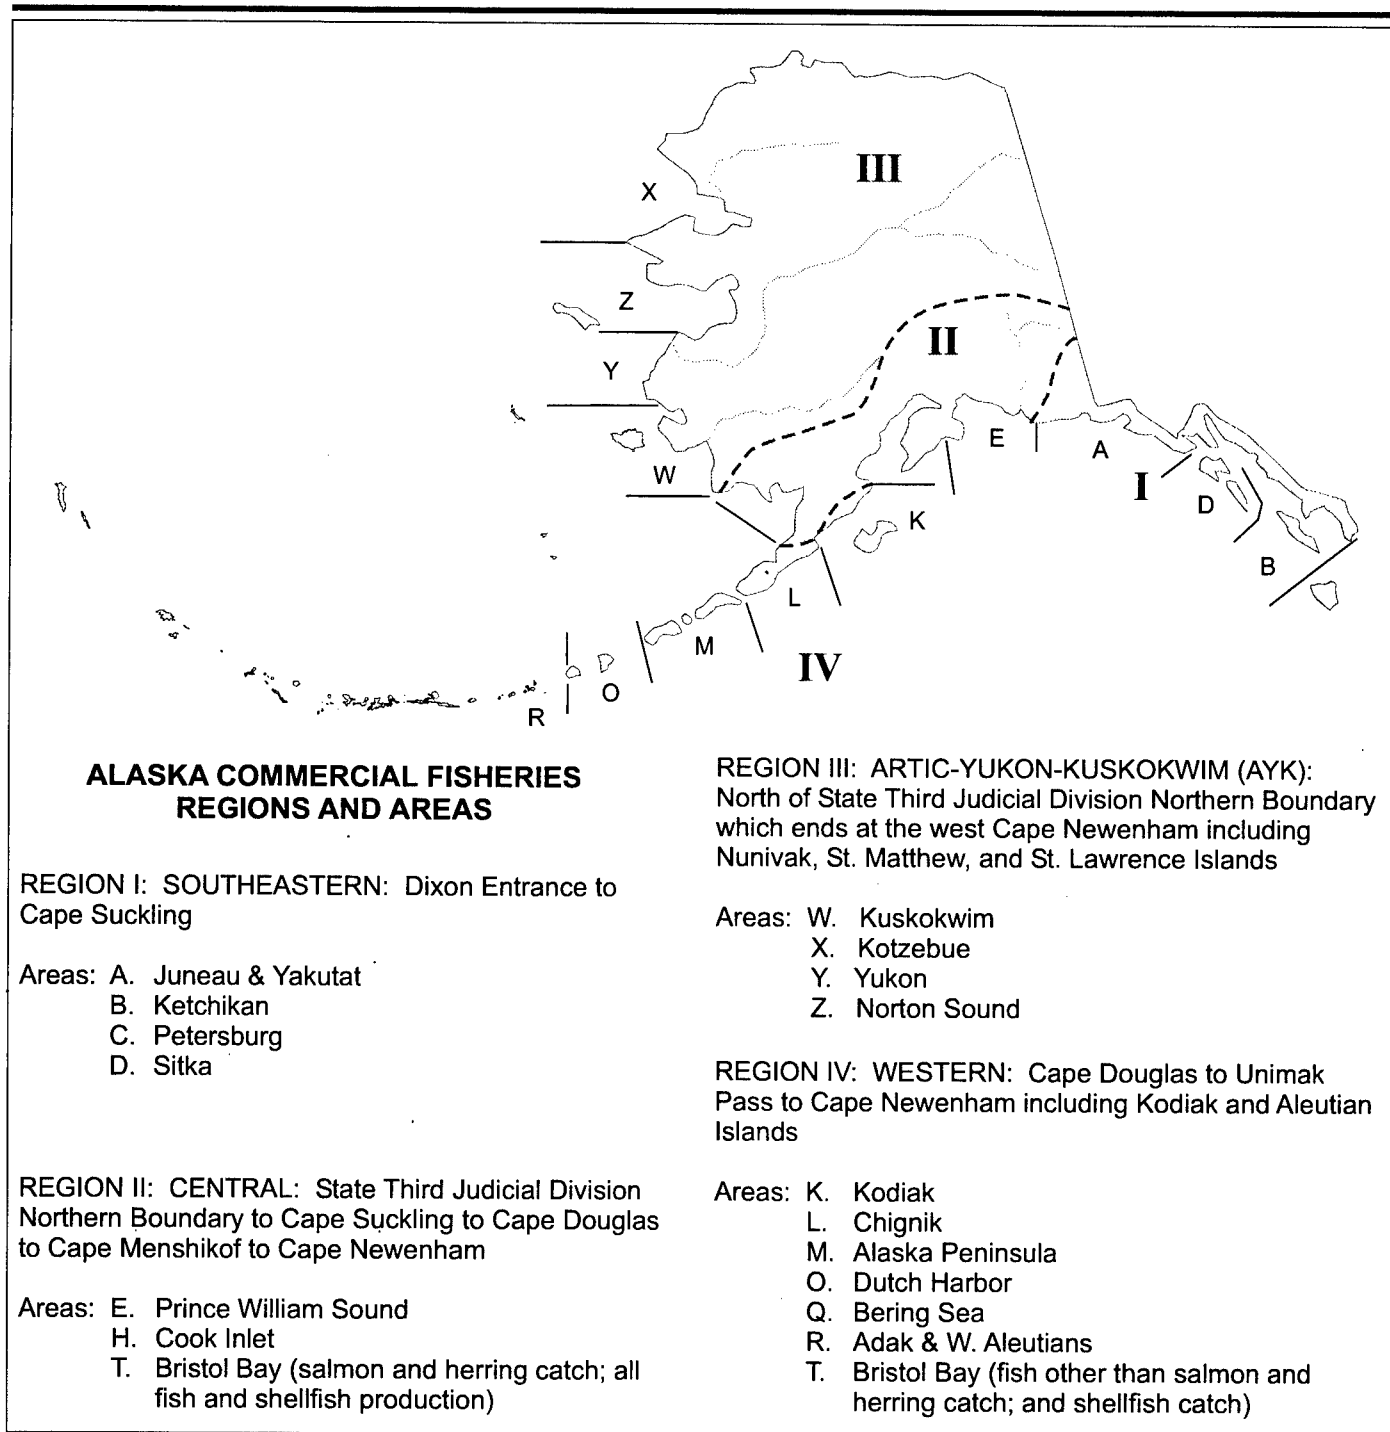 III
X
Z
II
Y
E
A
W
I
D
K
B
L
M
IV
O
R
ALASKA COMMERCIAL FISHERIES
REGIONS AND AREAS
REGION I: SOUTHEASTERN: Dixon Entrance to
Cape Suckling
Areas: A. Juneau & Yakutat
B. Ketchikan
C. Petersburg
D. Sitka
REGION II: CENTRAL: State Third Judicial Division
Northern Boundary to Cape Suckling to Cape Douglas
to Cape Menshikof to Cape Newenham
Areas: E. Prince William Sound
H. Cook Inlet
T. Bristol Bay (salmon and herring catch; all
fish and shellfish production)
REGION III: ARTIC-YUKON-KUSKOKWIM (AYK):
North of State Third Judicial Division Northern Boundary
which ends at the west Cape Newenham including
Nunivak, St. Matthew, and St. Lawrence Islands
Areas: W. Kuskokwim
X. Kotzebue
Y. Yukon
Z. Norton Sound
REGION IV: WESTERN: Cape Douglas to Unimak
Pass to Cape Newenham including Kodiak and Aleutian
Islands
Areas: K. Kodiak
L. Chignik
M. Alaska Peninsula
O. Dutch Harbor
Q. Bering Sea
R. Adak & W. Aleutians
T. Bristol Bay (fish other than salmon and
herring catch; and shellfish catch)